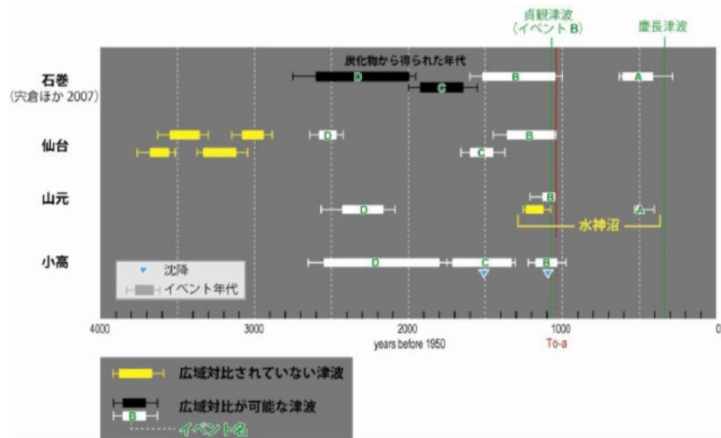 貞観津波
(イベント B)
慶長津波
石巻
(宍倉ほか 2007)
炭化物から得られた年代
D
C
B
A
仙台
D
C
B
山元
D
B
A
水神沼
小高
D
C
B
沈降
イベント年代
4000
3000
2000
1000
0
years before 1950
To-a
広域対比されていない津波
広域対比が可能な津波
B
イベント名